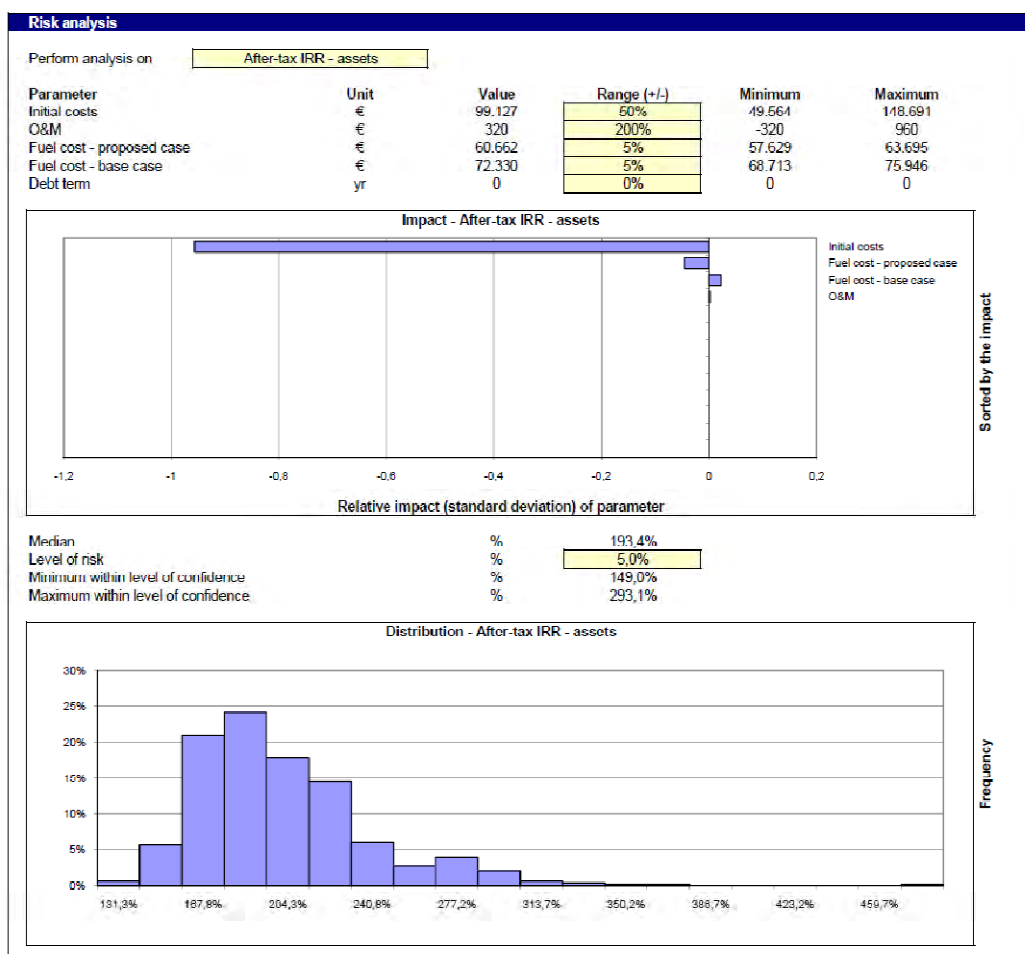 Risk analysis
Perform analysis on After-tax IRR - assets
Parameter Unit Value Range (+/-) Minimum Maximum
Initial costs € 99.127 50% 49.564 148.691
O&M € 320 200% -320 960
Fuel cost - proposed case € 60.662 5% 57.629 63.695
Fuel cost - base case € 72.330 5% 68.713 75.946
Debt term yr 0 0% 0 0
Impact - After-tax IRR - assets
Initial costs
Fuel cost - proposed case
Fuel cost - base case
O&M
Sorted by the impact
-1,2 -1 -0,8 -0,6 -0,4 -0,2 0 0,2
Relative impact (standard deviation) of parameter
Median % 193,4%
Level of risk % 5,0%
Minimum within level of confidence % 149,0%
Maximum within level of confidence % 293,1%
Distribution - After-tax IRR - assets
30%
25%
20%
15%
10%
5%
0%
Frequency
131,3% 167,8% 204,3% 240,8% 277,2% 313,7% 350,2% 386,7% 423,2% 459,7%